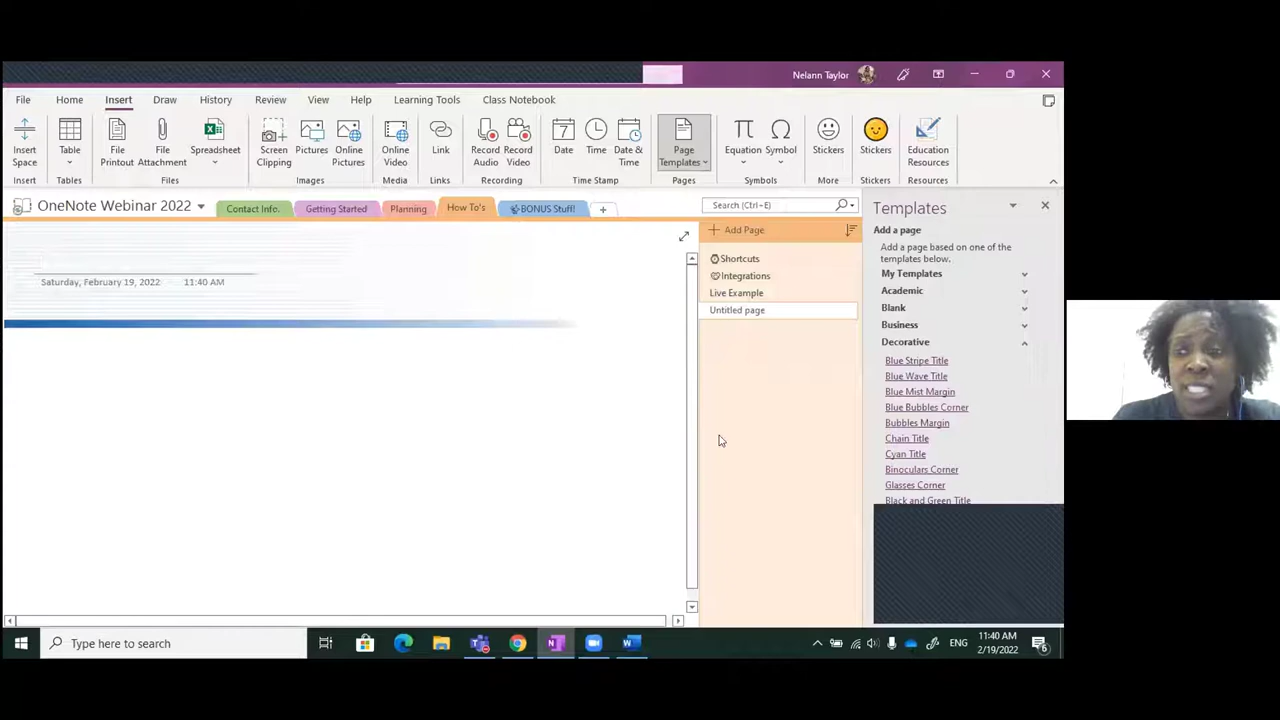 Nelann Taylor
File Home Insert Draw History Review View Help Learning Tools Class Notebook
Insert Space
Table
File Printout
File Attachment
Spreadsheet
Screen Clipping
Pictures
Online Pictures
Online Video
Link
Record Audio
Record Video
Date
Time
Date & Time
Page Templates
Equation
Symbol
Stickers
Stickers
Education Resources
Insert Tables Files Images Media Links Recording Time Stamp Pages Symbols More Stickers Resources
OneNote Webinar 2022
Contact Info. Getting Started Planning How To's BONUS Stuff!
Search (Ctrl+E)
Saturday, February 19, 2022 11:40 AM
Add Page
Shortcuts
Integrations
Live Example
Untitled page
Templates
Add a page
Add a page based on one of the
templates below.
My Templates
Academic
Blank
Business
Decorative
Blue Stripe Title
Blue Wave Title
Blue Mist Margin
Blue Bubbles Corner
Bubbles Margin
Chain Title
Cyan Title
Binoculars Corner
Glasses Corner
Black and Green Title
Type here to search
ENG
11:40 AM
2/19/2022
6